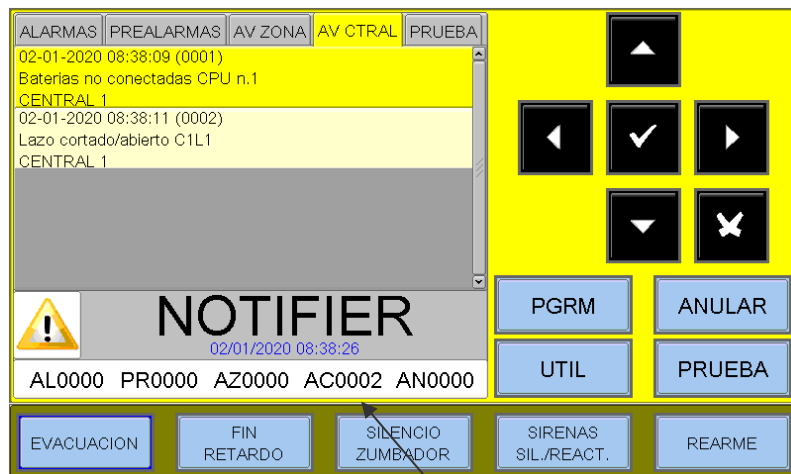 ALARMAS PREALARMAS AV ZONA AV CTRAL PRUEBA
02-01-2020 08:38:09 (0001)
Baterias no conectadas CPU n.1
CENTRAL 1
02-01-2020 08:38:11 (0002)
Lazo cortado/abierto C1L1
CENTRAL 1
NOTIFIER
02/01/2020 08:38:26
AL0000 PR0000 AZ0000 AC0002 AN0000
PGRM
ANULAR
UTIL
PRUEBA
EVACUACION
FIN
RETARDO
SILENCIO
ZUMBADOR
SIRENAS
SIL./REACT.
REARME